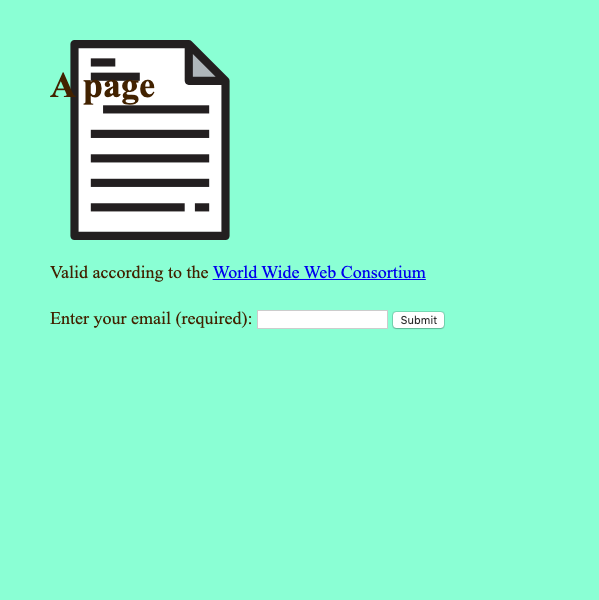 A page
Valid according to the World Wide Web Consortium
Enter your email (required): Submit